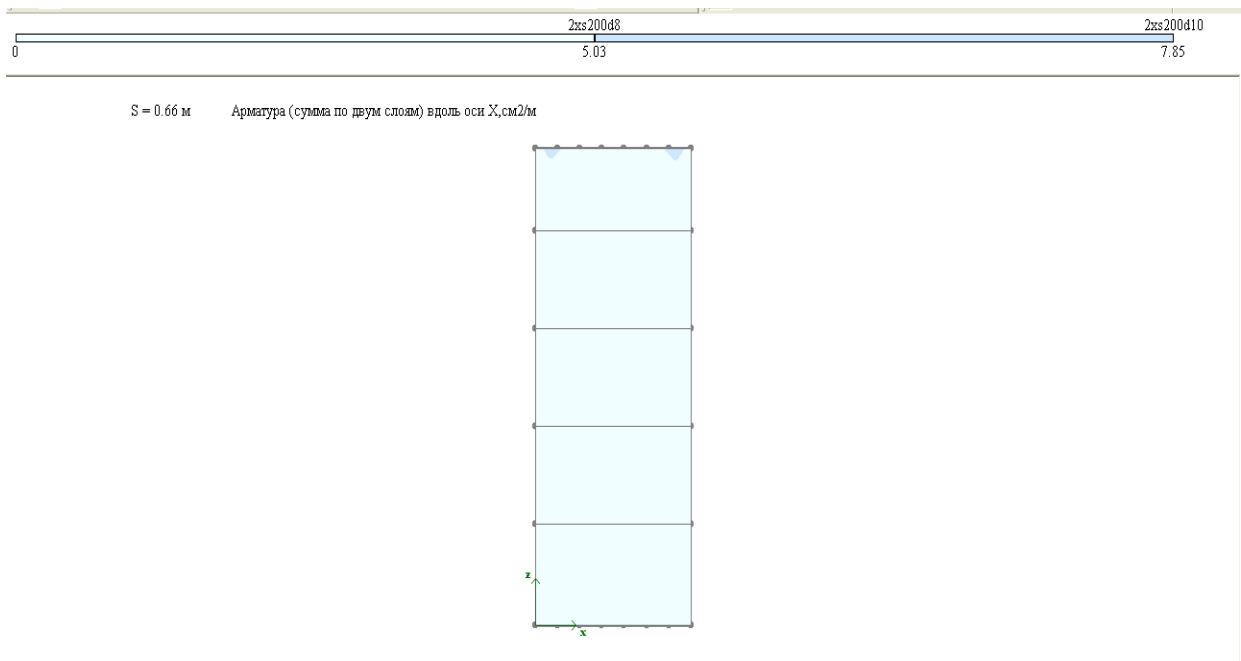 2xs200d8 2xs200d10
0 5.03 7.85
S = 0.66 м Арматура (сумма по двум слоям) вдоль оси X,см2/м
z
x